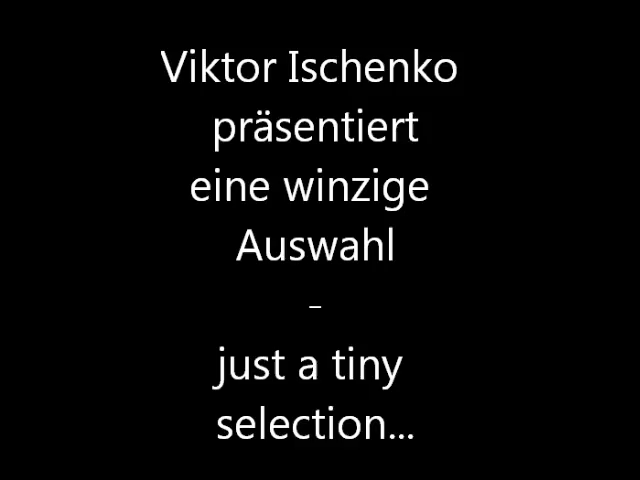 Viktor Ischenko
präsentiert
eine winzige
Auswahl
-
just a tiny
selection...